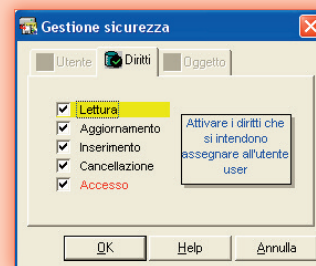 Gestione sicurezza
Utente Diritti Oggetto
Lettura
Aggiornamento
Inserimento
Cancellazione
Accesso
Attivare i diritti che
si intendono
assegnare all'utente
user
OK Help Annulla